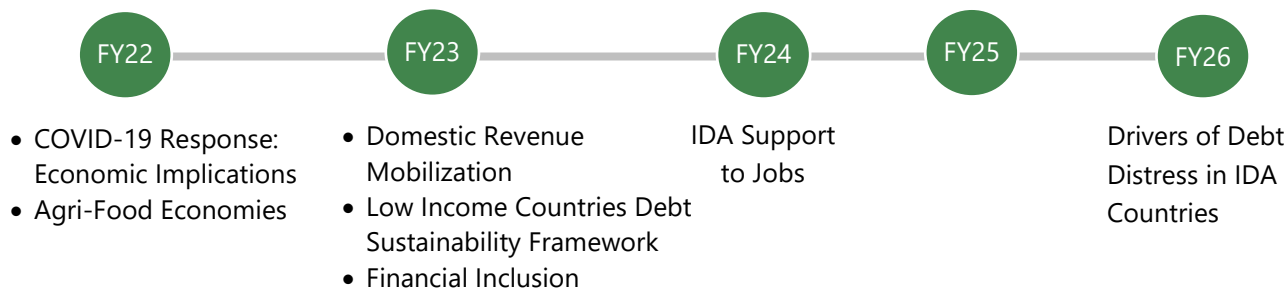 FY22
FY23
FY24
FY25
FY26
• COVID-19 Response:
Economic Implications
• Agri-Food Economies
• Domestic Revenue
Mobilization
• Low Income Countries Debt
Sustainability Framework
• Financial Inclusion
IDA Support
to Jobs
Drivers of Debt
Distress in IDA
Countries